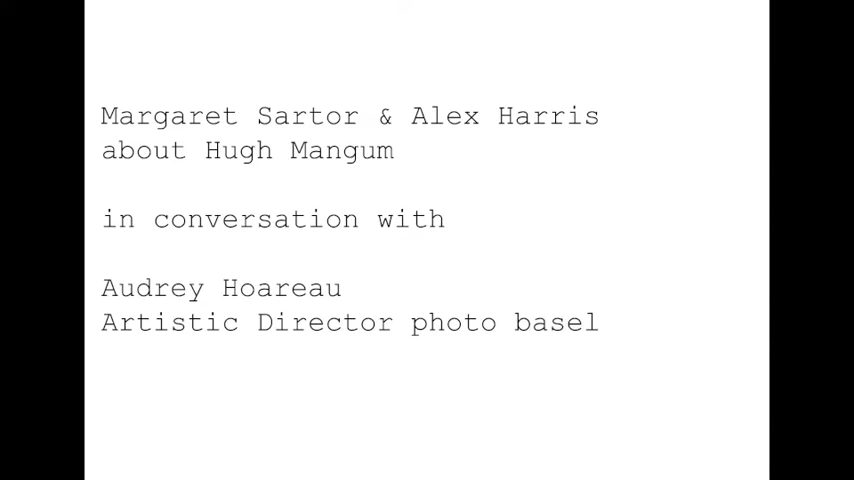 Margaret Sartor & Alex Harris
about Hugh Mangum
in conversation with
Audrey Hoareau
Artistic Director photo basel